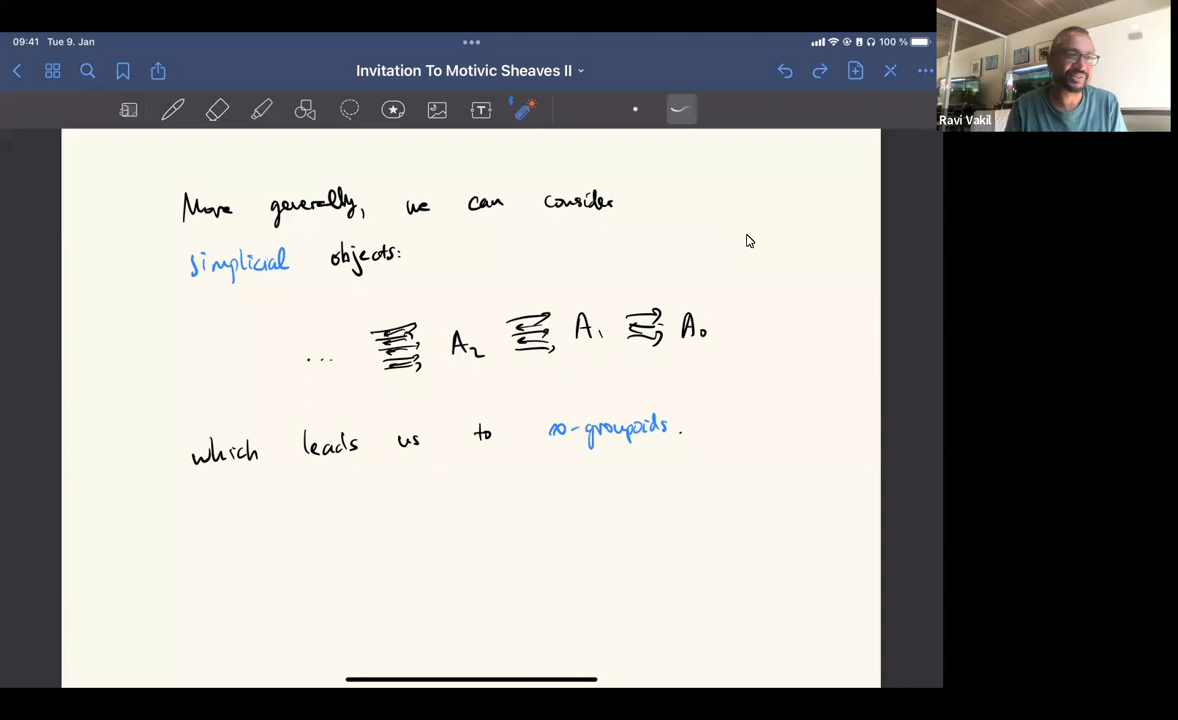 09:41 Tue 9. Jan
100 %
Invitation To Motivic Sheaves II
Ravi Vakil
More generally, we can consider
simplicial objects:
... A₂ A₁ A₀
which leads us to ∞-groupoids.